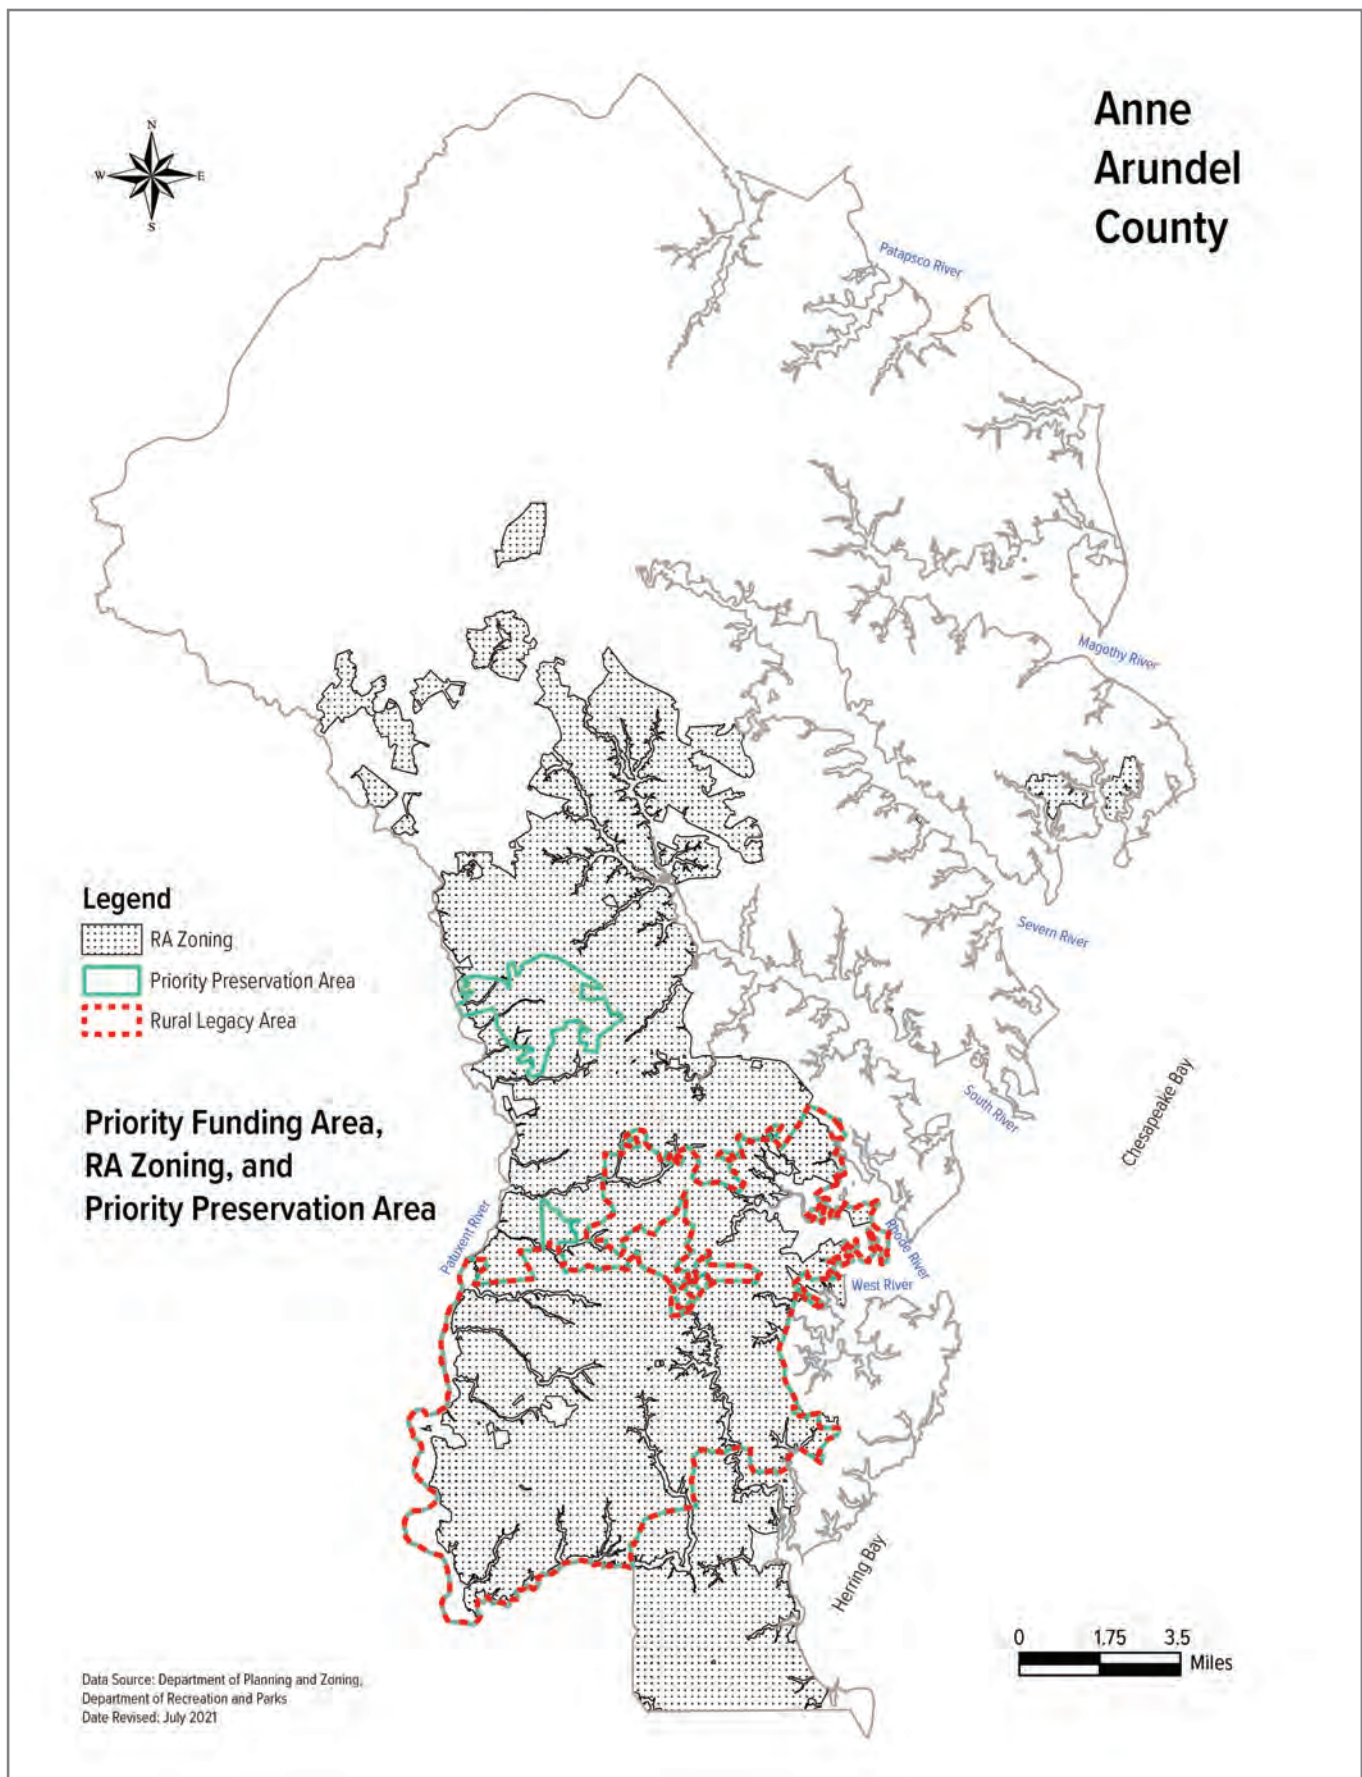 Anne
Arundel
County
N
W
E
S
Patapsco River
Magothy River
Legend
RA Zoning
Priority Preservation Area
Rural Legacy Area
Severn River
Priority Funding Area,
RA Zoning, and
Priority Preservation Area
South River
Chesapeake Bay
Patuxent River
Rhode River
West River
Herring Bay
0
1.75
3.5
Miles
Data Source: Department of Planning and Zoning,
Department of Recreation and Parks
Date Revised: July 2021